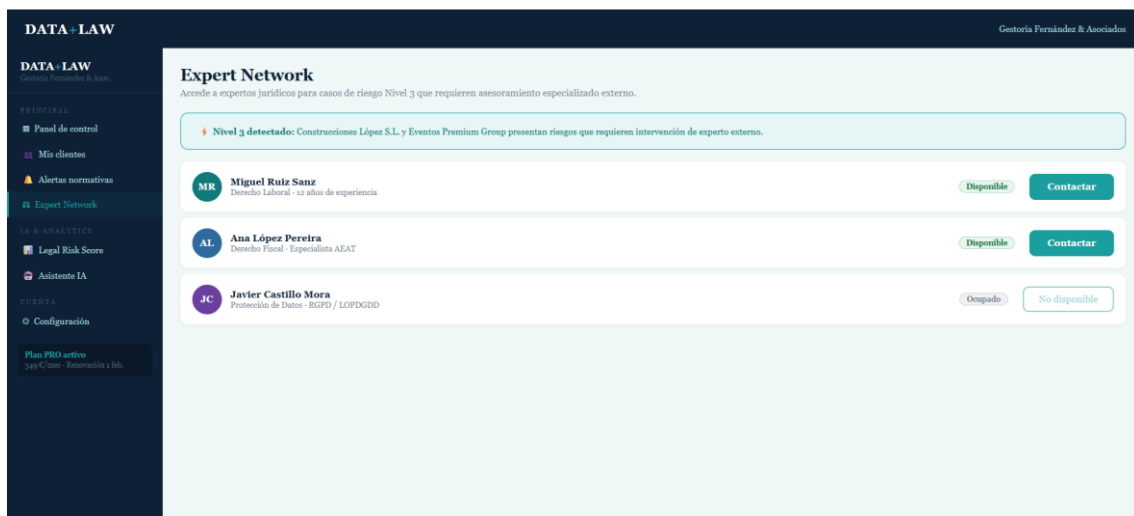 DATA+LAW
Gestoría Fernández & Asociados
DATA+LAW
Gestoría Fernández & Asoc.
PRINCIPAL
Panel de control
Mis clientes
Alertas normativas
Expert Network
IA & ANALYTICS
Legal Risk Score
Asistente IA
CUENTA
Configuración
Plan PRO activo
349 €/mes · Renovación 1 feb.
Expert Network
Accede a expertos jurídicos para casos de riesgo Nivel 3 que requieren asesoramiento especializado externo.
Nivel 3 detectado: Construcciones López S.L. y Eventos Premium Group presentan riesgos que requieren intervención de experto externo.
MR
Miguel Ruiz Sanz
Derecho Laboral · 12 años de experiencia
Disponible
Contactar
AL
Ana López Pereira
Derecho Fiscal · Especialista AEAT
Disponible
Contactar
JC
Javier Castillo Mora
Protección de Datos · RGPD / LOPDGDD
Ocupado
No disponible